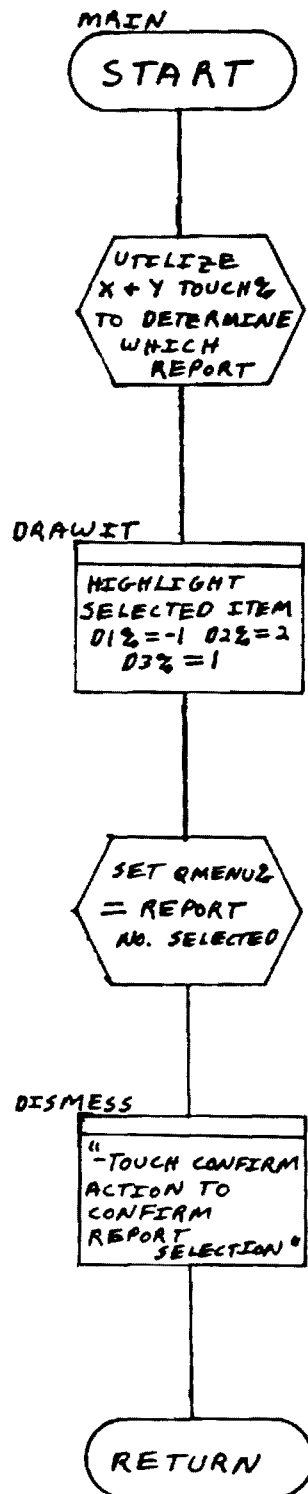 MRIN
START
UTILIZE
X + Y TOUCH%
TO DETERMINE
WHICH
REPORT
DRAWIT
HIGHLIGHT
SELECTED ITEM
D1%=-1 D2%=2
D3%=1
SET QMENU%
= REPORT
NO. SELECTED
DISMESS
"-TOUCH CONFIRM
ACTION TO
CONFIRM
REPORT
SELECTION"
RETURN